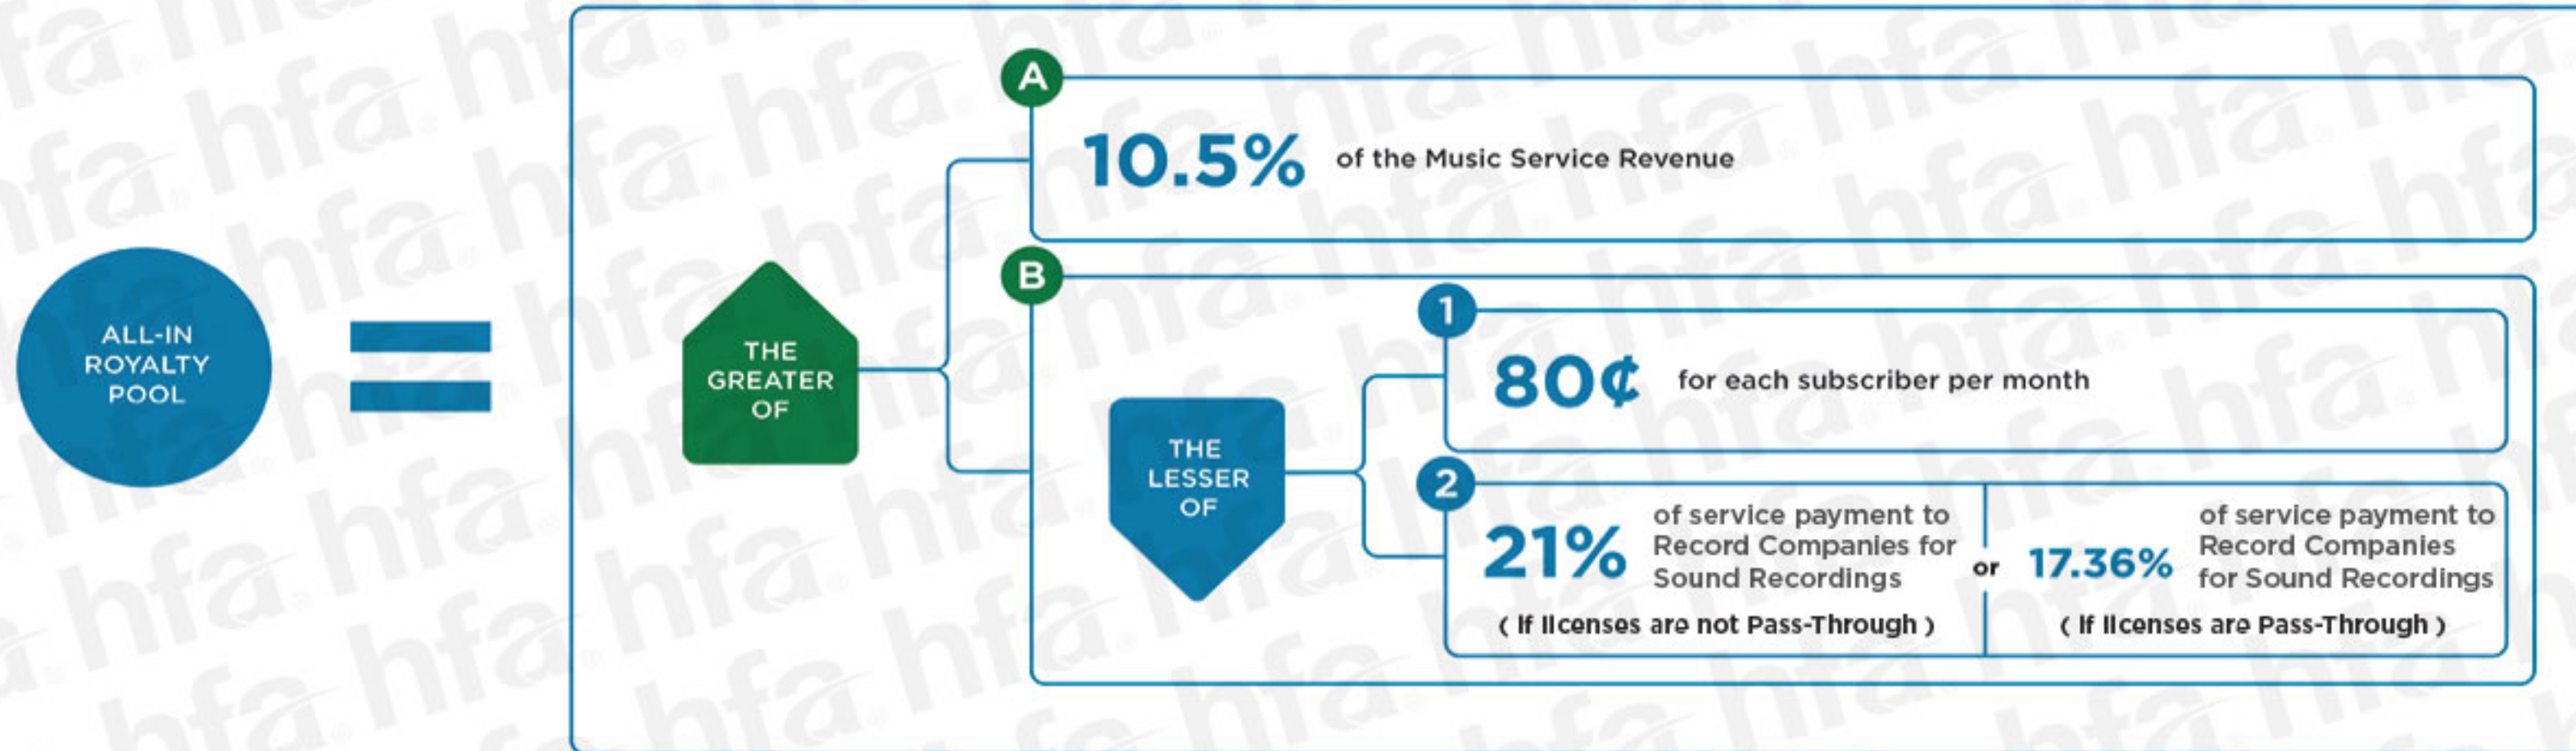 ALL-IN
ROYALTY
POOL
THE
GREATER
OF
A
10.5% of the Music Service Revenue
B
THE
LESSER
OF
1
80¢ for each subscriber per month
2
21%
of service payment to
Record Companies for
Sound Recordings
( If licenses are not Pass-Through )
or
17.36%
of service payment to
Record Companies
for Sound Recordings
( If licenses are Pass-Through )
hfa